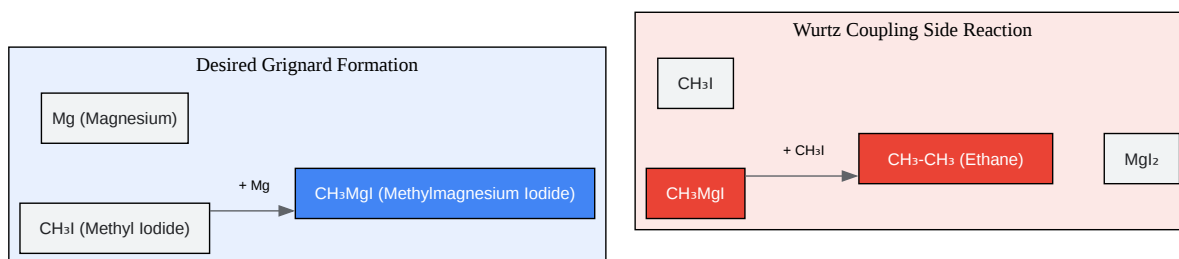 Desired Grignard Formation
Mg (Magnesium)
+ Mg
CH₃MgI (Methylmagnesium Iodide)
CH₃I (Methyl Iodide)
Wurtz Coupling Side Reaction
CH₃I
+ CH₃I
CH₃-CH₃ (Ethane)
MgI₂
CH₃MgI